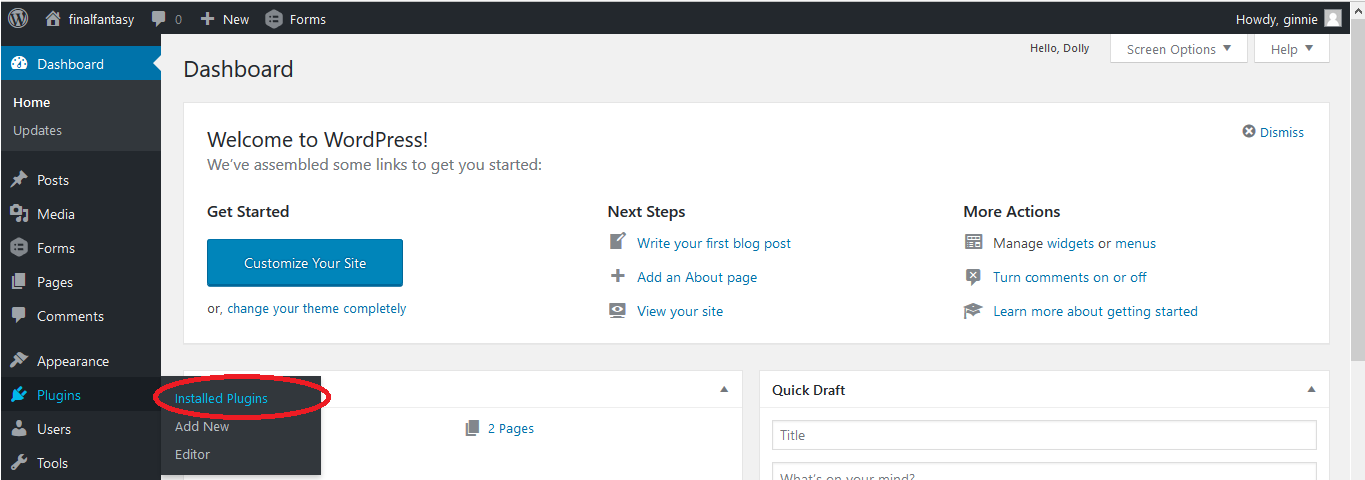 finalfantasy 0 New Forms Howdy, ginnie
Dashboard
Home
Updates
Posts
Media
Forms
Pages
Comments
Appearance
Plugins
Users
Tools
Installed Plugins
Add New
Editor
Hello, Dolly Screen Options Help
Dashboard
Welcome to WordPress!
Dismiss
We've assembled some links to get you started:
Get Started
Customize Your Site
or, change your theme completely
Next Steps
Write your first blog post
Add an About page
View your site
More Actions
Manage widgets or menus
Turn comments on or off
Learn more about getting started
2 Pages
Quick Draft
Title
What's on your mind?